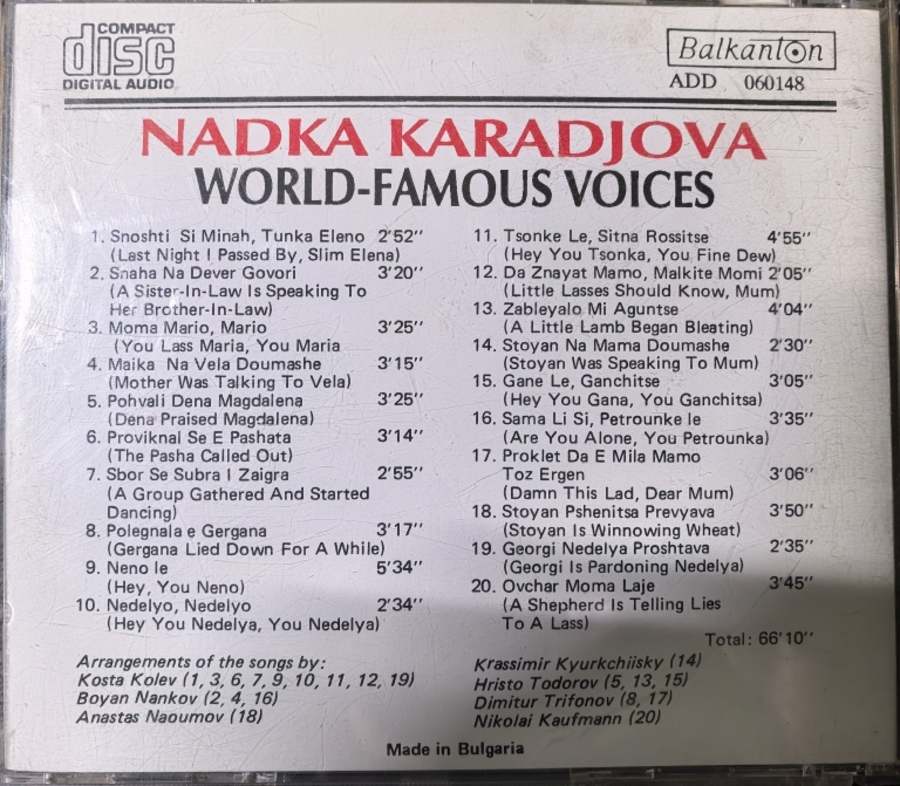 COMPACT
disc
DIGITAL AUDIO
Balkanton
ADD 060148
NADKA KARADJOVA
WORLD-FAMOUS VOICES
1. Snoshti Si Minah, Tunka Eleno 2'52''
(Last Night I Passed By, Slim Elena)
2. Snaha Na Dever Govori 3'20''
(A Sister-In-Law Is Speaking To
Her Brother-In-Law)
3. Moma Mario, Mario 3'25''
(You Lass Maria, You Maria
4. Maika Na Vela Doumashe 3'15''
(Mother Was Talking To Vela)
5. Pohvali Dena Magdalena 3'25''
(Dena Praised Magdalena)
6. Proviknal Se E Pashata 3'14''
(The Pasha Called Out)
7. Sbor Se Subra I Zaigra 2'55''
(A Group Gathered And Started
Dancing)
8. Polegnala e Gergana 3'17''
(Gergana Lied Down For A While)
9. Neno le 5'34''
(Hey, You Neno)
10. Nedelyo, Nedelyo 2'34''
(Hey You Nedelya, You Nedelya)
11. Tsonke Le, Sitna Rossitse 4'55''
(Hey You Tsonka, You Fine Dew)
12. Da Znayat Mamo, Malkite Momi 2'05''
(Little Lasses Should Know, Mum)
13. Zableyalo Mi Aguntse 4'04''
(A Little Lamb Began Bleating)
14. Stoyan Na Mama Doumashe 2'30''
(Stoyan Was Speaking To Mum)
15. Gane Le, Ganchitse 3'05''
(Hey You Gana, You Ganchitsa)
16. Sama Li Si, Petrounke le 3'35''
(Are You Alone, You Petrounka)
17. Proklet Da E Mila Mamo
Toz Ergen 3'06''
(Damn This Lad, Dear Mum)
18. Stoyan Pshenitsa Prevyava 3'50''
(Stoyan Is Winnowing Wheat)
19. Georgi Nedelya Proshtava 2'35''
(Georgi Is Pardoning Nedelya)
20. Ovchar Moma Laje 3'45''
(A Shepherd Is Telling Lies
To A Lass)
Total: 66'10''
Arrangements of the songs by:
Kosta Kolev (1, 3, 6, 7, 9, 10, 11, 12, 19)
Boyan Nankov (2, 4, 16)
Anastas Naoumov (18)
Krassimir Kyurkchiisky (14)
Hristo Todorov (5, 13, 15)
Dimitur Trifonov (8, 17)
Nikolai Kaufmann (20)
Made in Bulgaria